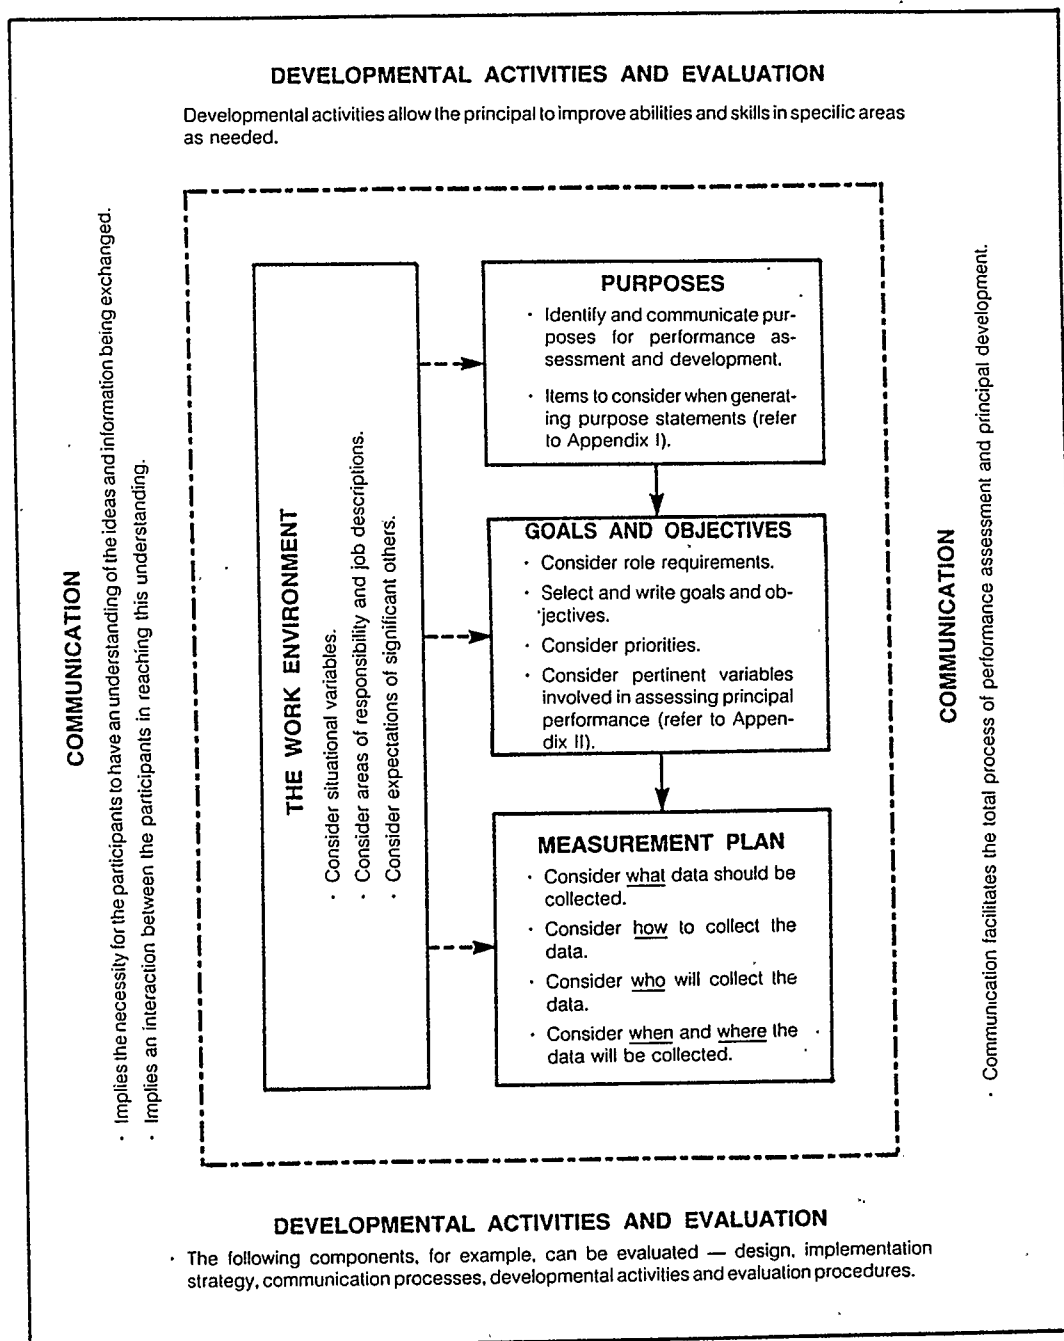 DEVELOPMENTAL ACTIVITIES AND EVALUATION
Developmental activities allow the principal to improve abilities and skills in specific areas
as needed.
COMMUNICATION
· Implies the necessity for the participants to have an understanding of the ideas and information being exchanged.
· Implies an interaction between the participants in reaching this understanding.
THE WORK ENVIRONMENT
· Consider situational variables.
· Consider areas of responsibility and job descriptions.
· Consider expectations of significant others.
PURPOSES
· Identify and communicate pur-
poses for performance as-
sessment and development.
· Items to consider when generat-
ing purpose statements (refer
to Appendix I).
GOALS AND OBJECTIVES
· Consider role requirements.
· Select and write goals and ob-
jectives.
· Consider priorities.
· Consider pertinent variables
involved in assessing principal
performance (refer to Appen-
dix II).
MEASUREMENT PLAN
· Consider what data should be
collected.
· Consider how to collect the
data.
· Consider who will collect the
data.
· Consider when and where the
data will be collected.
COMMUNICATION
· Communication facilitates the total process of performance assessment and principal development.
DEVELOPMENTAL ACTIVITIES AND EVALUATION
· The following components, for example, can be evaluated — design, implementation
strategy, communication processes, developmental activities and evaluation procedures.